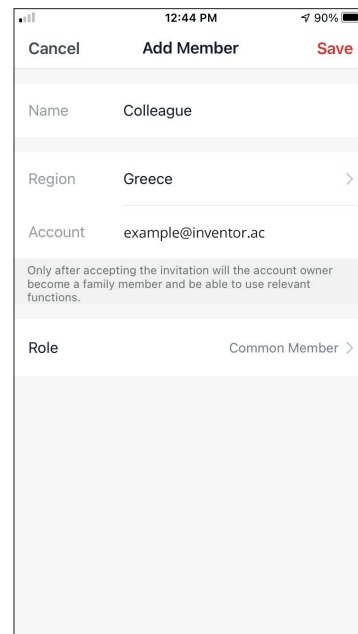 12:44 PM 90%
Cancel Add Member Save
Name Colleague
Region Greece
Account example@inventor.ac
Only after accepting the invitation will the account owner
become a family member and be able to use relevant
functions.
Role Common Member